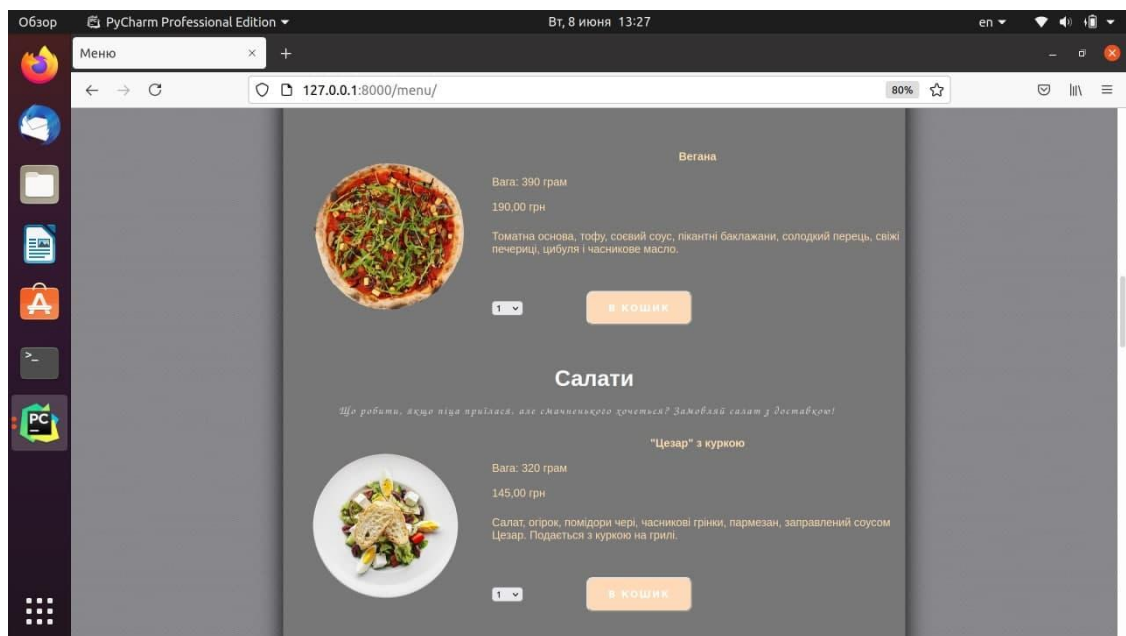 Обзор PyCharm Professional Edition Вт, 8 июня 13:27 en
Меню
127.0.0.1:8000/menu/ 80%
Вегана
Вага: 390 грам
190,00 грн
Томатна основа, тофу, соєвий соус, пікантні баклажани, солодкий перець, свіжі
печериці, цибуля і часникове масло.
1 В КОШИК
Салати
Що робити, якщо піца приїлася, але смачненького хочеться? Замовляй салат з доставкою!
"Цезар" з куркою
Вага: 320 грам
145,00 грн
Салат, огірок, помідори чері, часникові грінки, пармезан, заправлений соусом
Цезар. Подається з куркою на грилі.
1 В КОШИК
PC